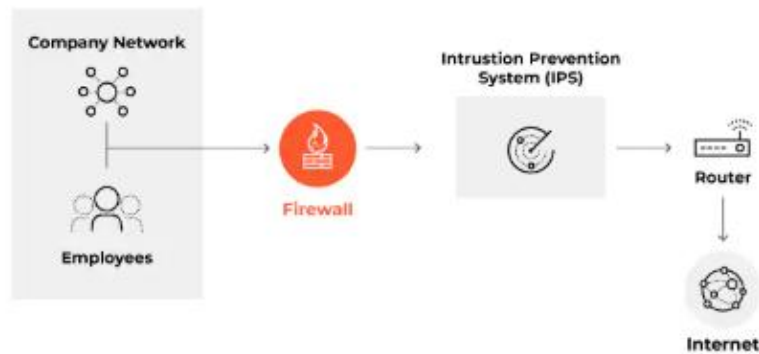 Company Network
Employees
Firewall
Intrustion Prevention
System (IPS)
Router
Internet